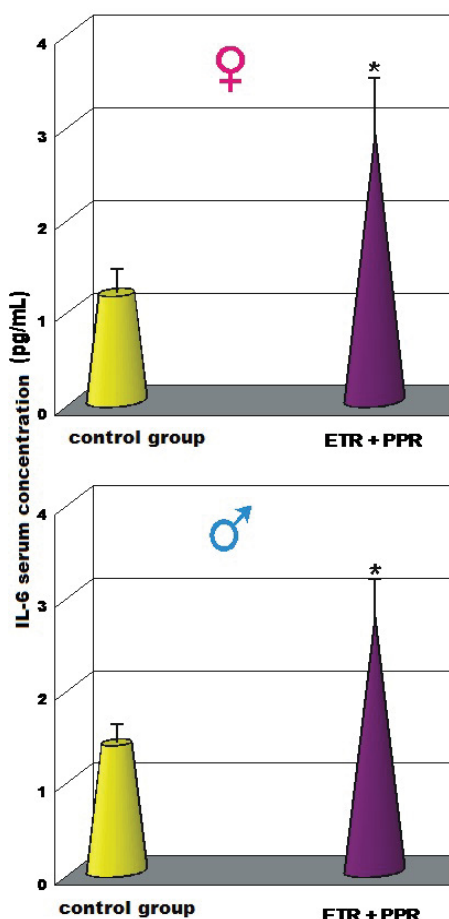 4
*
3
2
1
0
control group
ETR + PPR
IL-6 serum concentration (pg/mL)
4
*
3
2
1
0
control group
ETR + PPR